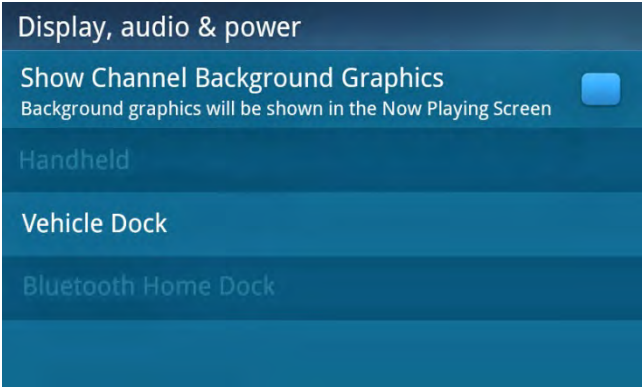 Display, audio & power
Show Channel Background Graphics
Background graphics will be shown in the Now Playing Screen
Handheld
Vehicle Dock
Bluetooth Home Dock